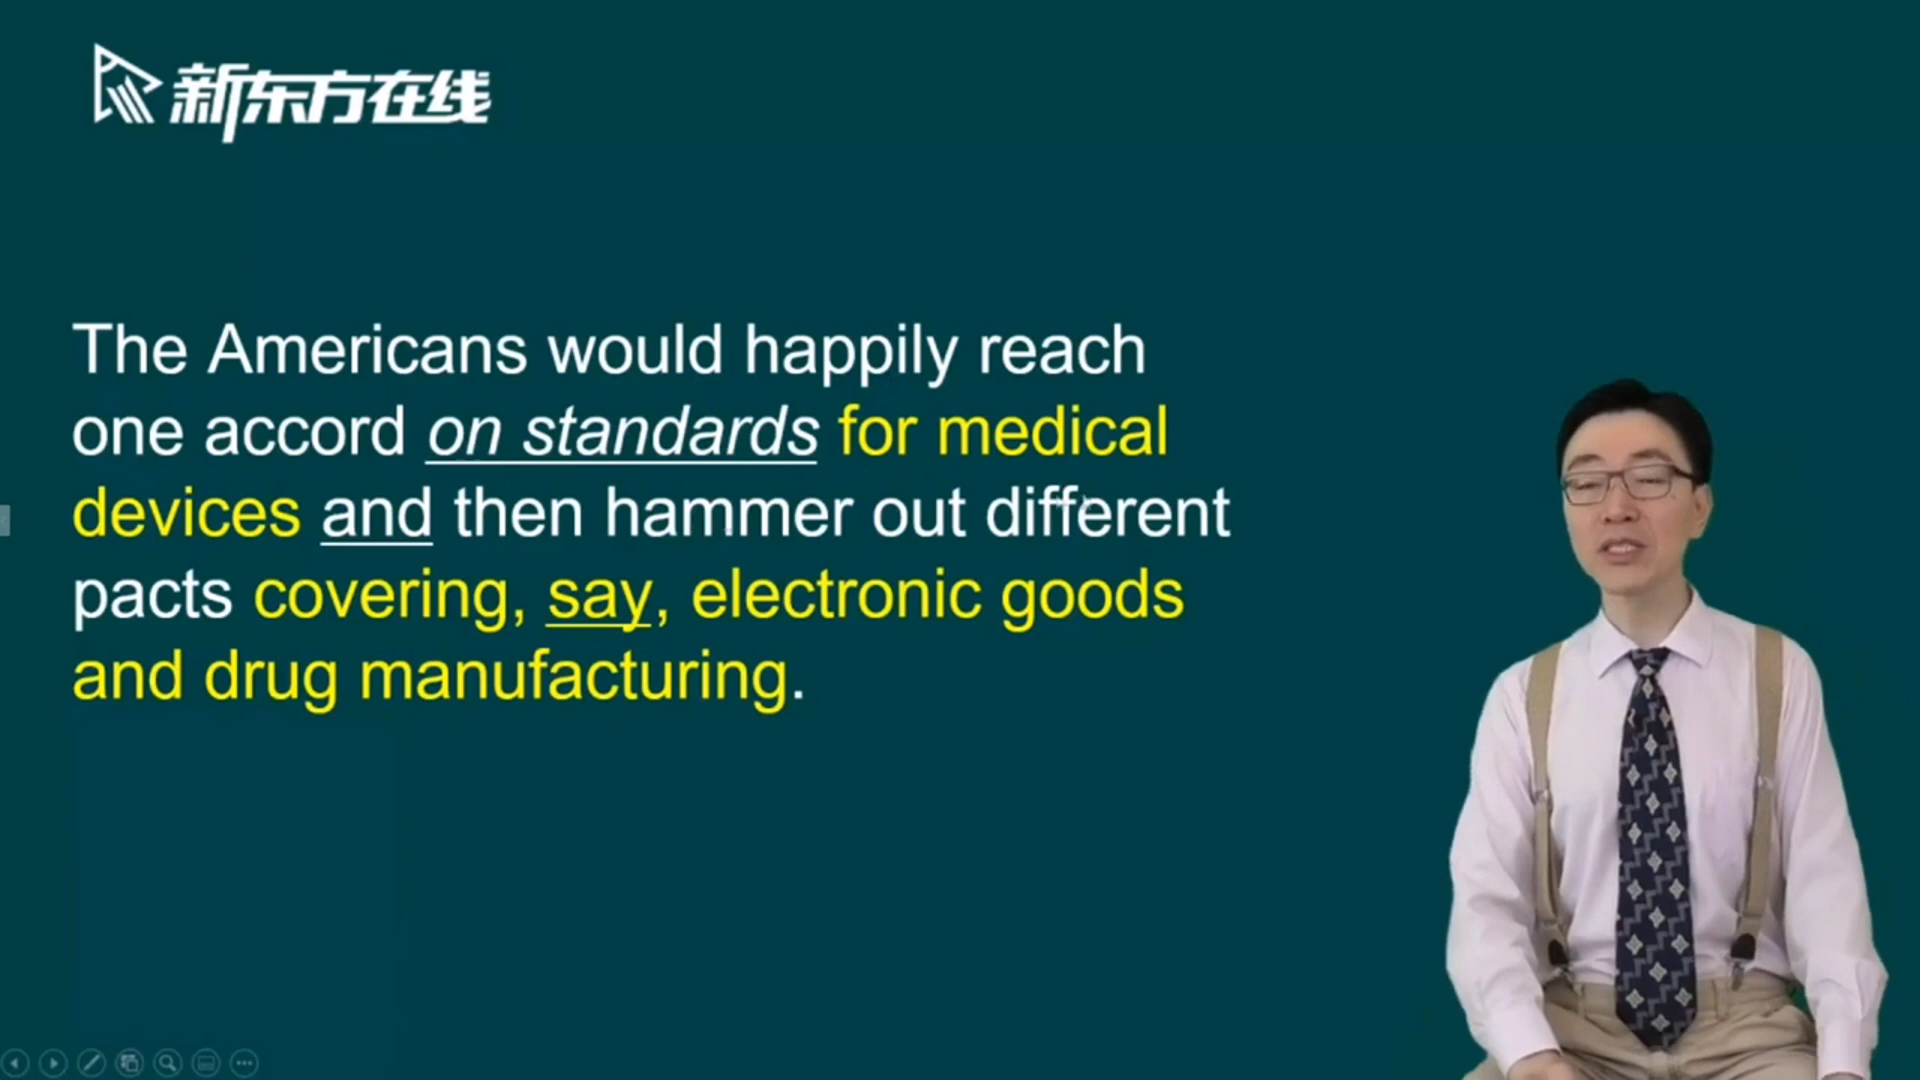 新东方在线
The Americans would happily reach
one accord on standards for medical
devices and then hammer out different
pacts covering, say, electronic goods
and drug manufacturing.